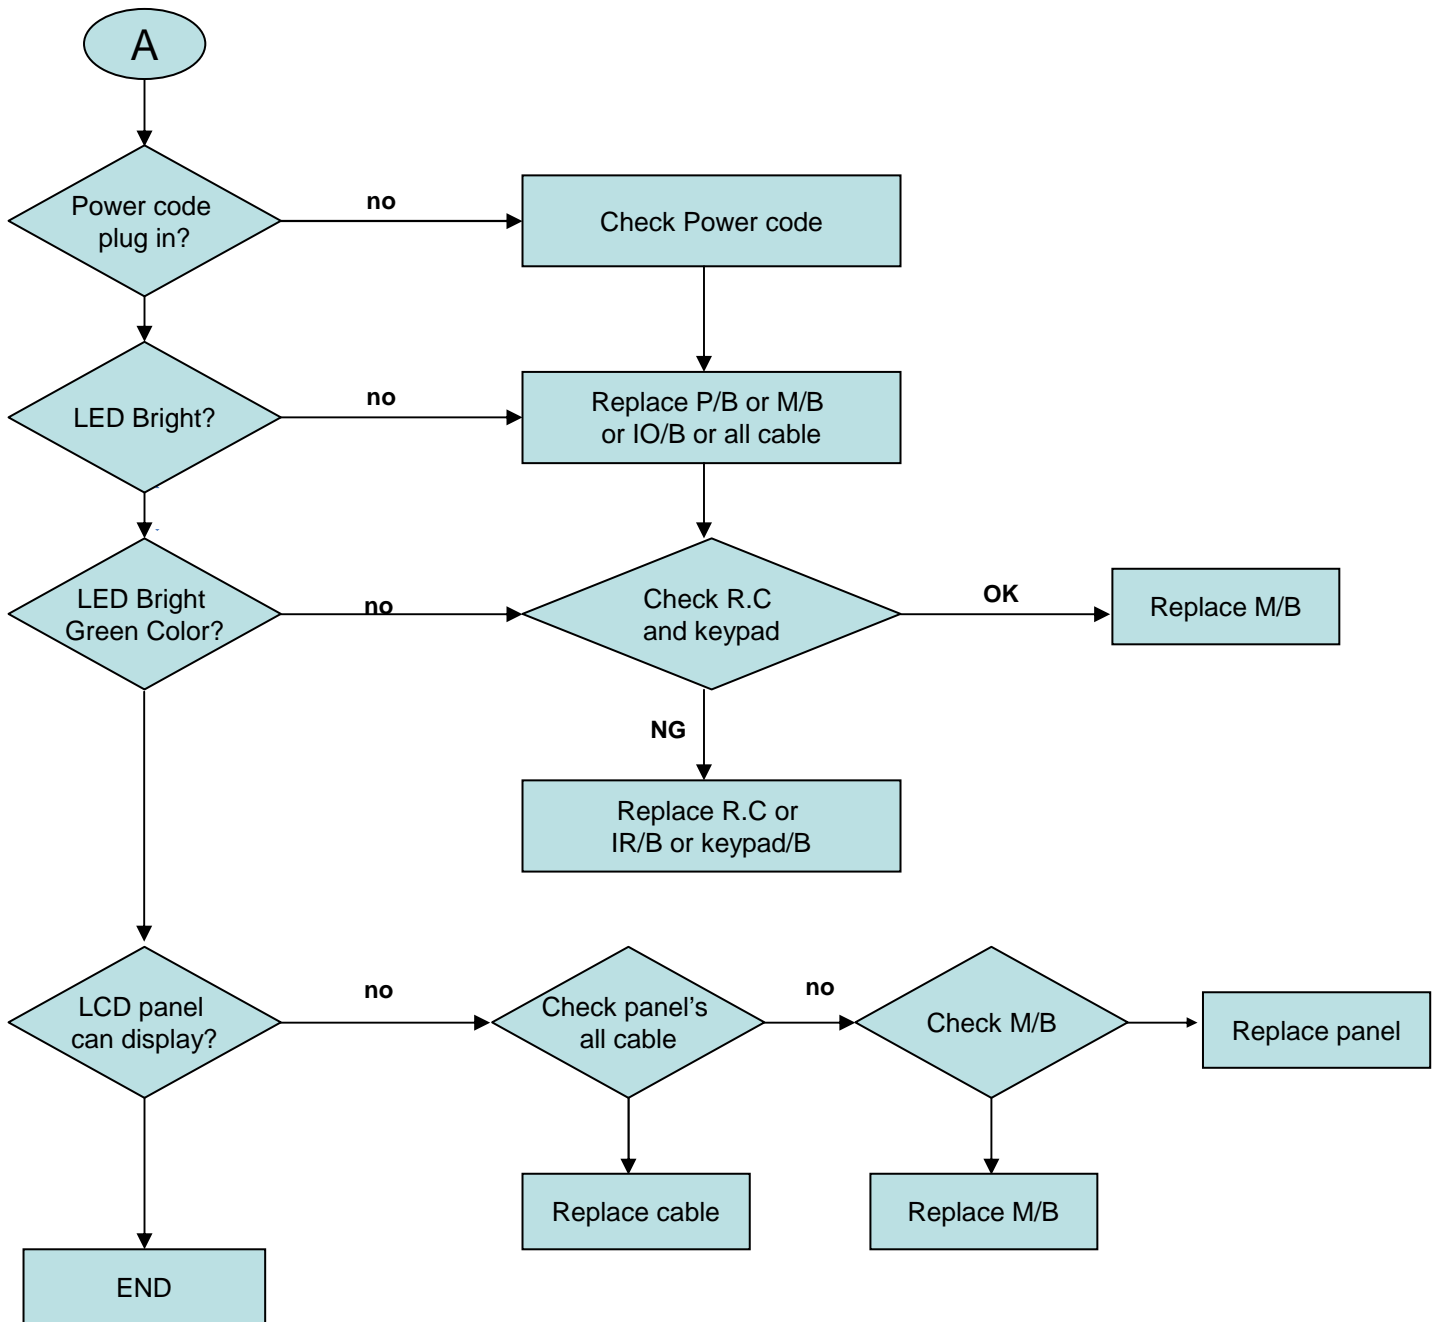 A
Power code
plug in?
no
Check Power code
LED Bright?
no
Replace P/B or M/B
or IO/B or all cable
LED Bright
Green Color?
no
Check R.C
and keypad
OK
Replace M/B
NG
Replace R.C or
IR/B or keypad/B
LCD panel
can display?
no
Check panel’s
all cable
no
Check M/B
Replace panel
Replace cable
Replace M/B
END